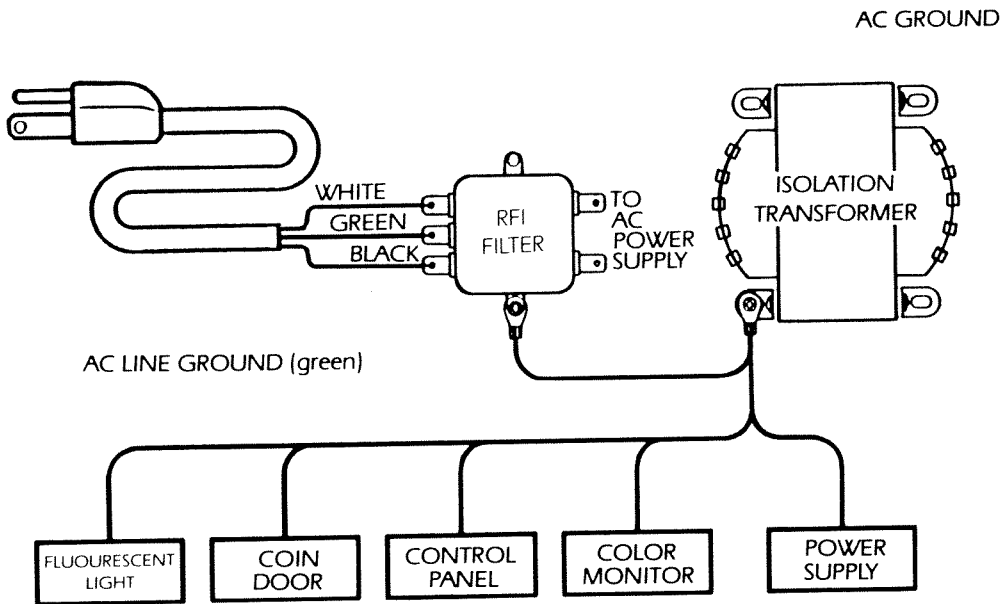 AC GROUND
WHITE
GREEN
BLACK
RFI
FILTER
TO
AC
POWER
SUPPLY
ISOLATION
TRANSFORMER
AC LINE GROUND (green)
FLUOURESCENT
LIGHT
COIN
DOOR
CONTROL
PANEL
COLOR
MONITOR
POWER
SUPPLY